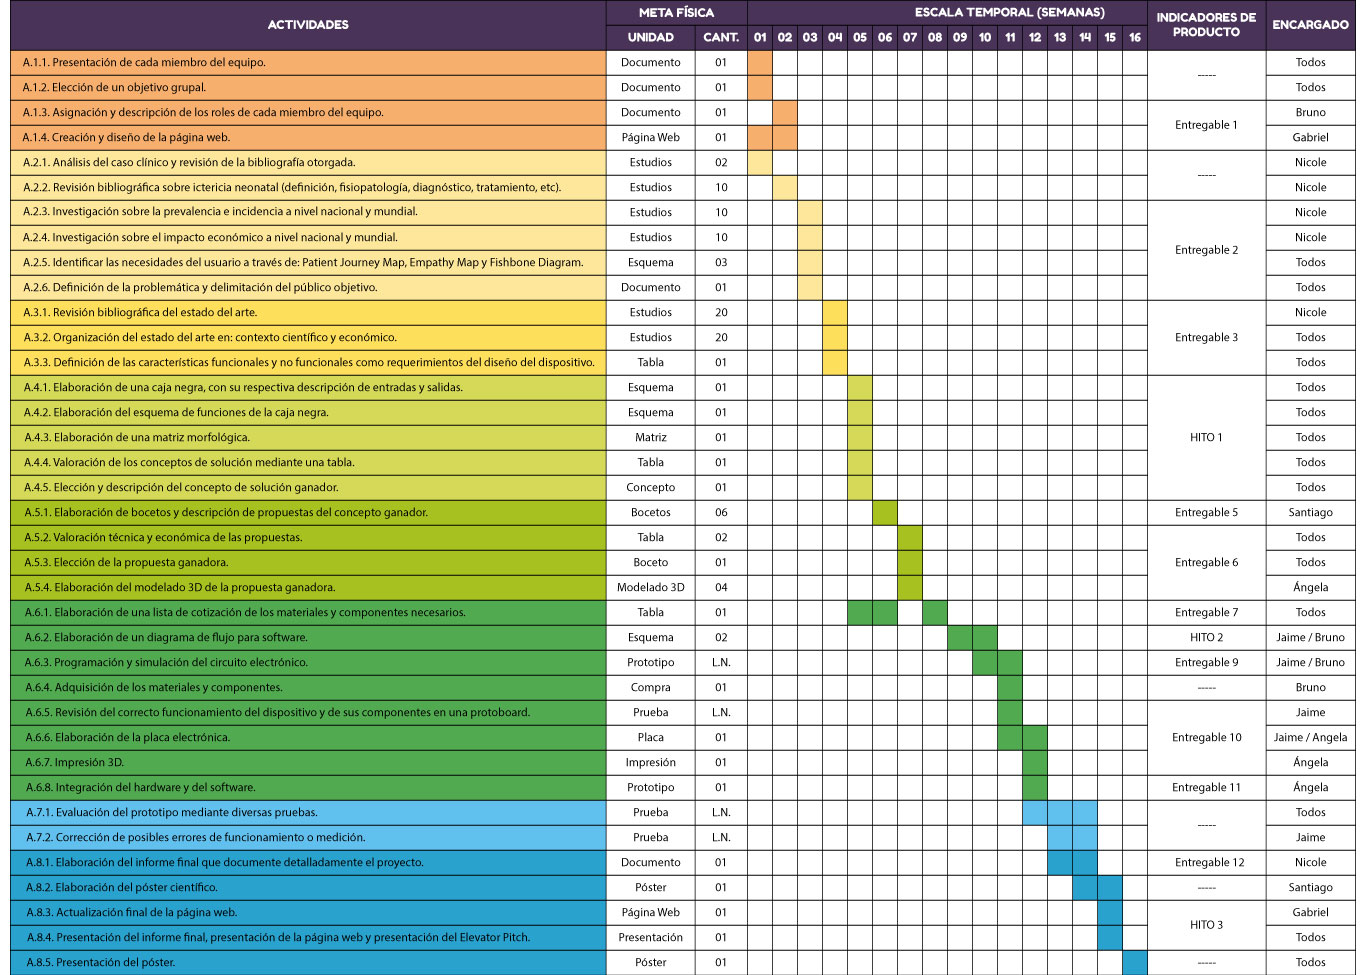 ACTIVIDADES META FÍSICA ESCALA TEMPORAL (SEMANAS) INDICADORES DE PRODUCTO ENCARGADO
UNIDAD CANT. 01 02 03 04 05 06 07 08 09 10 11 12 13 14 15 16
A.1.1. Presentación de cada miembro del equipo. Documento 01 ----- Todos
A.1.2. Elección de un objetivo grupal. Documento 01 Todos
A.1.3. Asignación y descripción de los roles de cada miembro del equipo. Documento 01 Entregable 1 Bruno
A.1.4. Creación y diseño de la página web. Página Web 01 Gabriel
A.2.1. Análisis del caso clínico y revisión de la bibliografía otorgada. Estudios 02 ----- Nicole
A.2.2. Revisión bibliográfica sobre ictericia neonatal (definición, fisiopatología, diagnóstico, tratamiento, etc). Estudios 10 Nicole
A.2.3. Investigación sobre la prevalencia e incidencia a nivel nacional y mundial. Estudios 10 Entregable 2 Nicole
A.2.4. Investigación sobre el impacto económico a nivel nacional y mundial. Estudios 10 Nicole
A.2.5. Identificar las necesidades del usuario a través de: Patient Journey Map, Empathy Map y Fishbone Diagram. Esquema 03 Todos
A.2.6. Definición de la problemática y delimitación del público objetivo. Documento 01 Todos
A.3.1. Revisión bibliográfica del estado del arte. Estudios 20 Entregable 3 Nicole
A.3.2. Organización del estado del arte en: contexto científico y económico. Estudios 20 Todos
A.3.3. Definición de las características funcionales y no funcionales como requerimientos del diseño del dispositivo. Tabla 01 Todos
A.4.1. Elaboración de una caja negra, con su respectiva descripción de entradas y salidas. Esquema 01 HITO 1 Todos
A.4.2. Elaboración del esquema de funciones de la caja negra. Esquema 01 Todos
A.4.3. Elaboración de una matriz morfológica. Matriz 01 Todos
A.4.4. Valoración de los conceptos de solución mediante una tabla. Tabla 01 Todos
A.4.5. Elección y descripción del concepto de solución ganador. Concepto 01 Todos
A.5.1. Elaboración de bocetos y descripción de propuestas del concepto ganador. Bocetos 06 Entregable 5 Santiago
A.5.2. Valoración técnica y económica de las propuestas. Tabla 02 Entregable 6 Todos
A.5.3. Elección de la propuesta ganadora. Boceto 01 Todos
A.5.4. Elaboración del modelado 3D de la propuesta ganadora. Modelado 3D 04 Ángela
A.6.1. Elaboración de una lista de cotización de los materiales y componentes necesarios. Tabla 01 Entregable 7 Todos
A.6.2. Elaboración de un diagrama de flujo para software. Esquema 02 HITO 2 Jaime / Bruno
A.6.3. Programación y simulación del circuito electrónico. Prototipo L.N. Entregable 9 Jaime / Bruno
A.6.4. Adquisición de los materiales y componentes. Compra 01 ----- Bruno
A.6.5. Revisión del correcto funcionamiento del dispositivo y de sus componentes en una protoboard. Prueba L.N. Entregable 10 Jaime
A.6.6. Elaboración de la placa electrónica. Placa 01 Jaime / Angela
A.6.7. Impresión 3D. Impresión 01 Ángela
A.6.8. Integración del hardware y del software. Prototipo 01 Entregable 11 Ángela
A.7.1. Evaluación del prototipo mediante diversas pruebas. Prueba L.N. ----- Todos
A.7.2. Corrección de posibles errores de funcionamiento o medición. Prueba L.N. Jaime
A.8.1. Elaboración del informe final que documente detalladamente el proyecto. Documento 01 Entregable 12 Nicole
A.8.2. Elaboración del póster científico. Póster 01 ----- Santiago
A.8.3. Actualización final de la página web. Página Web 01 HITO 3 Gabriel
A.8.4. Presentación del informe final, presentación de la página web y presentación del Elevator Pitch. Presentación 01 Todos
A.8.5. Presentación del póster. Póster 01 ----- Todos